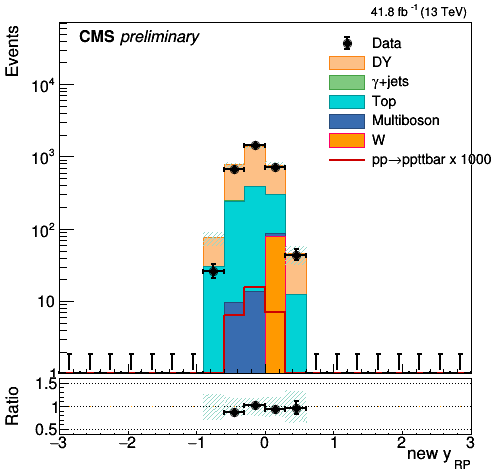 41.8 fb⁻¹ (13 TeV)
CMS preliminary
Events
Data
DY
γ+jets
Top
Multiboson
W
pp→ppttbar x 1000
10⁴
10³
10²
10
1
Ratio
1.5
1
0.5
−3 −2 −1 0 1 2 3
new y_RP